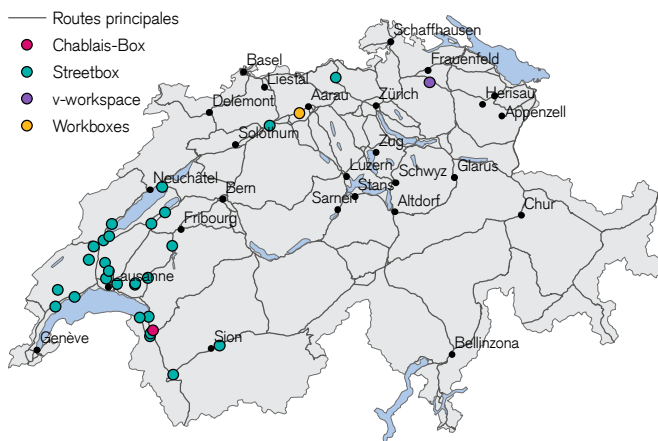 Routes principales
Chablais-Box
Streetbox
v-workspace
Workboxes
Schaffhausen
Basel
Frauenfeld
Liestal
Herisau
Delémont
Aarau
Zürich
Appenzell
Solothurn
Zug
Luzern
Glarus
Neuchâtel
Schwyz
Bern
Stans
Sarnen
Altdorf
Chur
Fribourg
Lausanne
Genève
Sion
Bellinzona